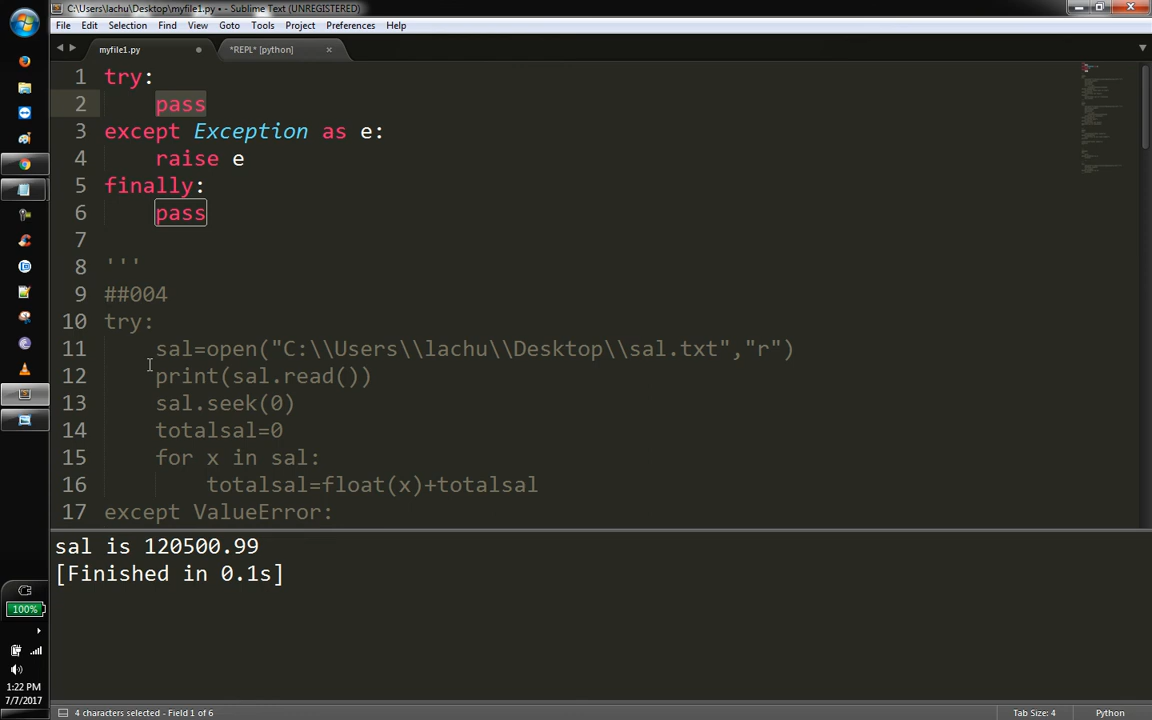 C:\Users\lachu\Desktop\myfile1.py • - Sublime Text (UNREGISTERED)
File Edit Selection Find View Goto Tools Project Preferences Help
myfile1.py *REPL* [python]
1 try:
2 pass
3 except Exception as e:
4 raise e
5 finally:
6 pass
7
8 '''
9 ##004
10 try:
11 sal=open("C:\\Users\\lachu\\Desktop\\sal.txt","r")
12 print(sal.read())
13 sal.seek(0)
14 totalsal=0
15 for x in sal:
16 totalsal=float(x)+totalsal
17 except ValueError:
sal is 120500.99
[Finished in 0.1s]
100%
1:22 PM
7/7/2017
4 characters selected - Field 1 of 6 Tab Size: 4 Python